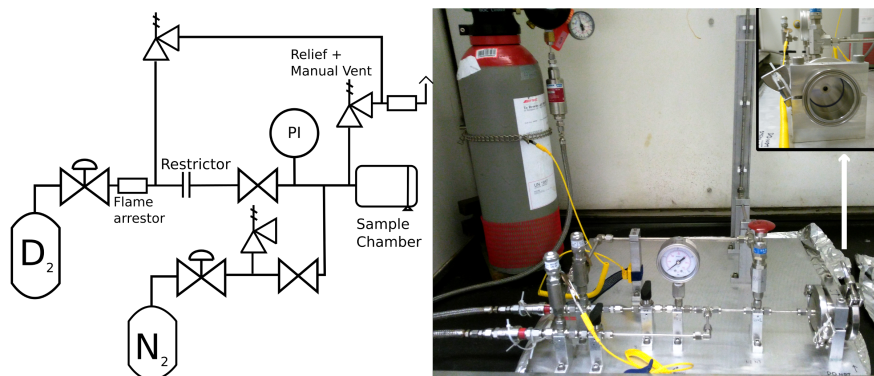 Relief +
Manual Vent
PI
Restrictor
Flame
arrestor
Sample
Chamber
D2
N2